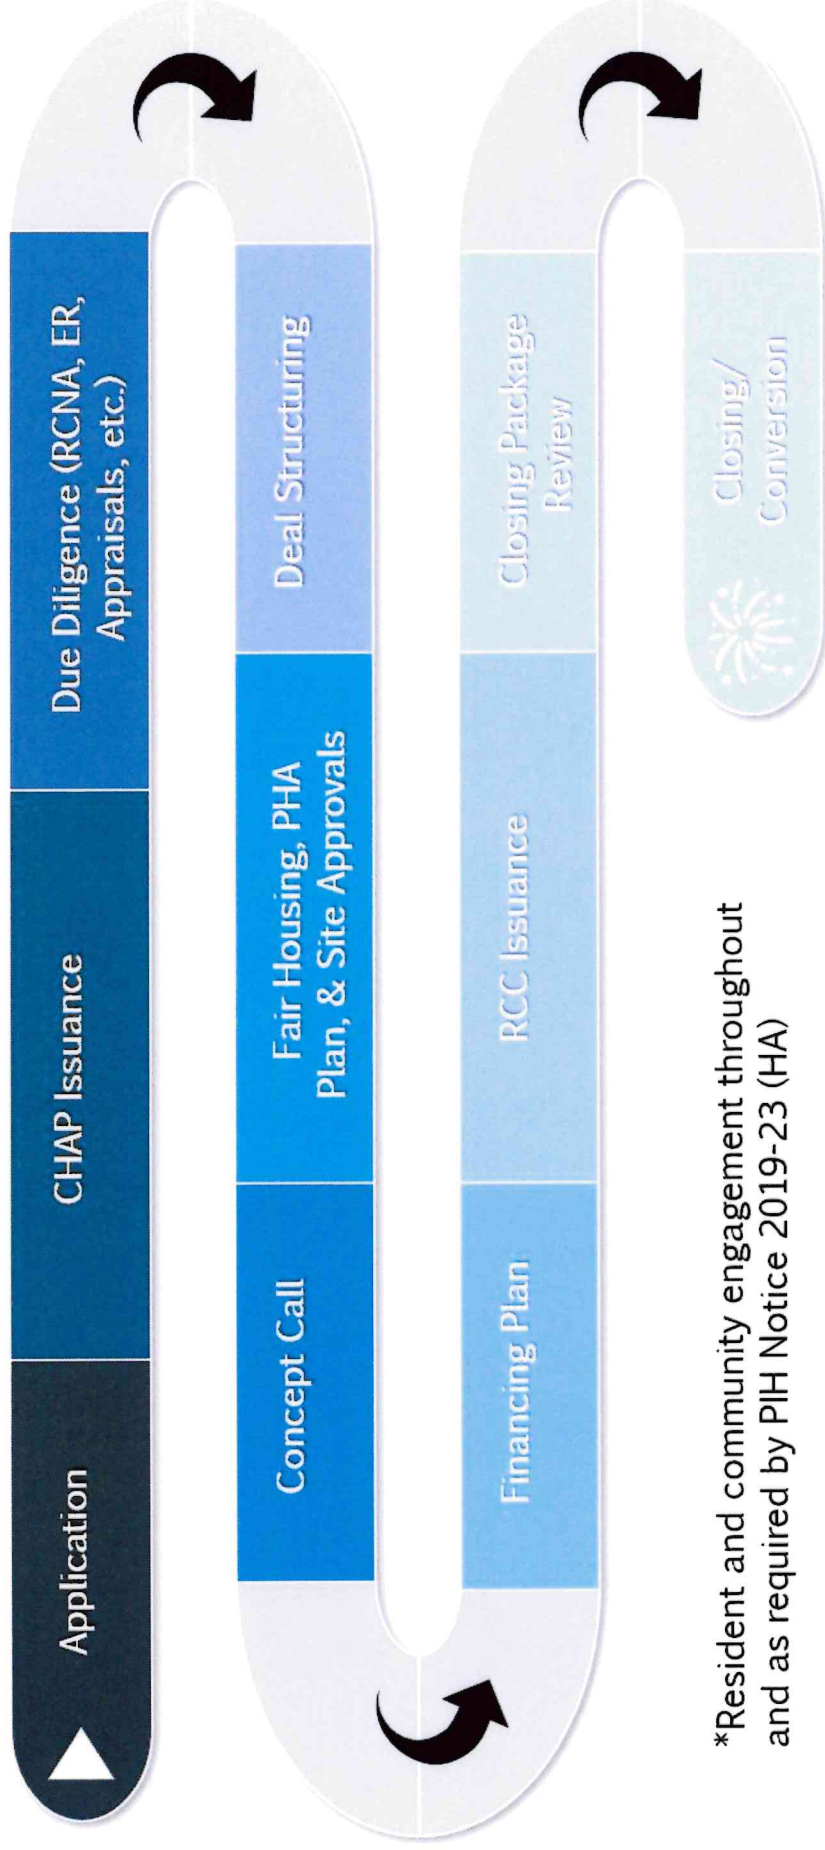 Application
CHAP Issuance
Due Diligence (RCNA, ER,
Appraisals, etc.)
Deal Structuring
Fair Housing, PHA
Plan, & Site Approvals
Concept Call
Financing Plan
RCC Issuance
Closing Package
Review
Closing/
Conversion
*Resident and community engagement throughout
and as required by PIH Notice 2019-23 (HA)